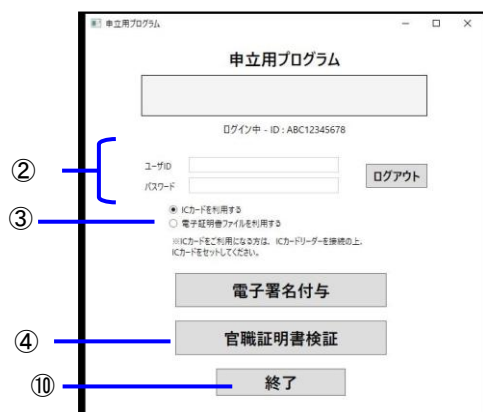 申立用プログラム
申立用プログラム
ログイン中 - ID : ABC12345678
②
ユーザID
パスワード
ログアウト
③
ICカードを利用する
電子証明書ファイルを利用する
※ICカードをご利用になる方は、ICカードリーダーを接続の上、
ICカードをセットしてください。
電子署名付与
④
官職証明書検証
⑩
終了